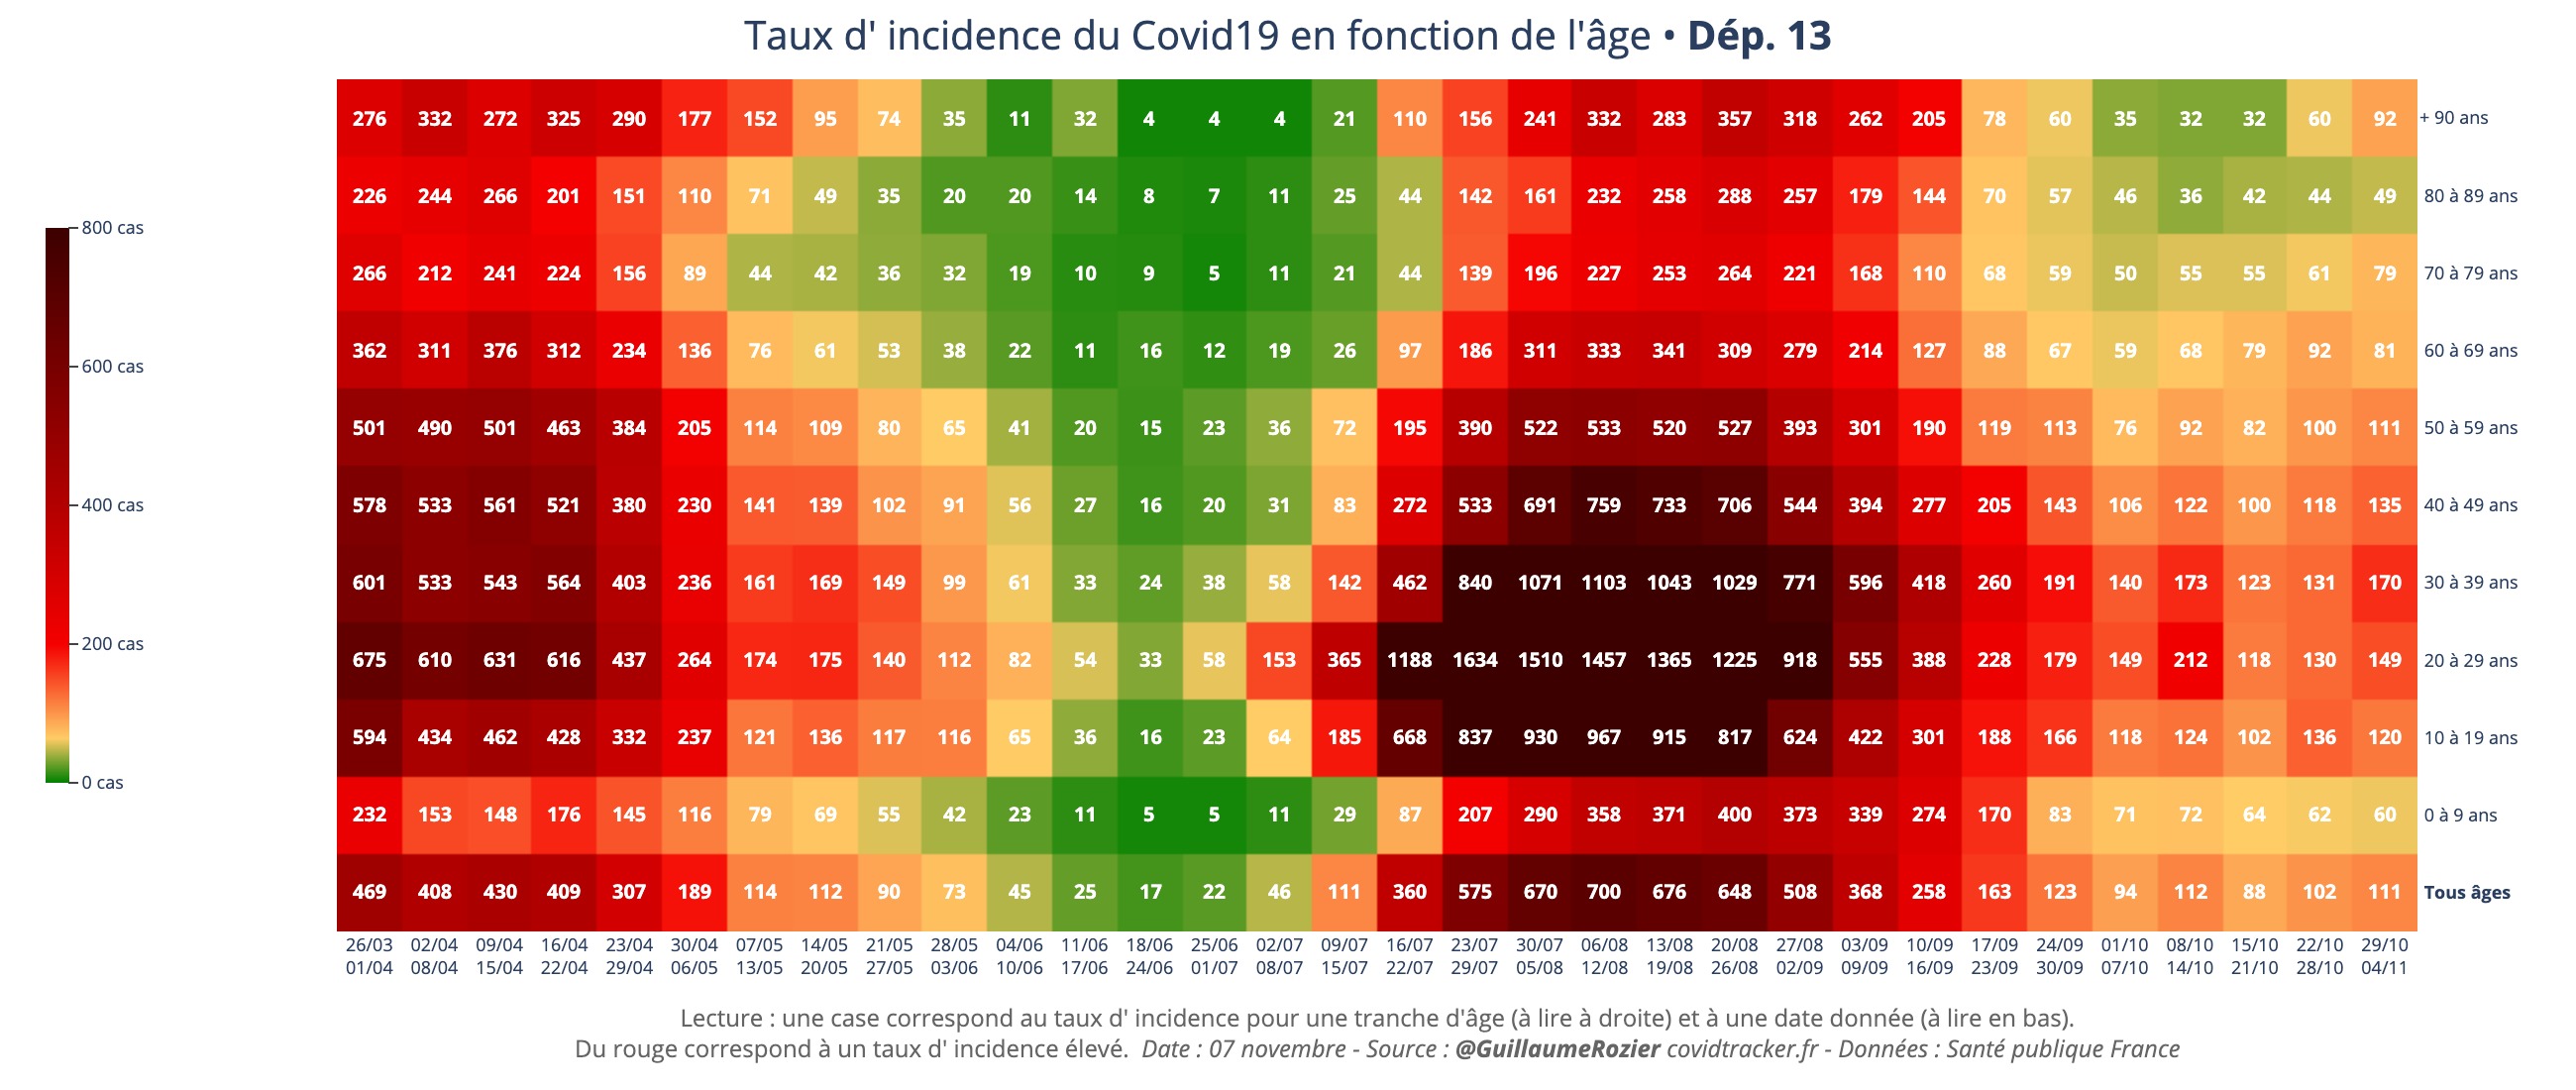 Taux d' incidence du Covid19 en fonction de l'âge • Dép. 13
800 cas
600 cas
400 cas
200 cas
0 cas
276 332 272 325 290 177 152 95 74 35 11 32 4 4 4 21 110 156 241 332 283 357 318 262 205 78 60 35 32 32 60 92 + 90 ans
226 244 266 201 151 110 71 49 35 20 20 14 8 7 11 25 44 142 161 232 258 288 257 179 144 70 57 46 36 42 44 49 80 à 89 ans
266 212 241 224 156 89 44 42 36 32 19 10 9 5 11 21 44 139 196 227 253 264 221 168 110 68 59 50 55 55 61 79 70 à 79 ans
362 311 376 312 234 136 76 61 53 38 22 11 16 12 19 26 97 186 311 333 341 309 279 214 127 88 67 59 68 79 92 81 60 à 69 ans
501 490 501 463 384 205 114 109 80 65 41 20 15 23 36 72 195 390 522 533 520 527 393 301 190 119 113 76 92 82 100 111 50 à 59 ans
578 533 561 521 380 230 141 139 102 91 56 27 16 20 31 83 272 533 691 759 733 706 544 394 277 205 143 106 122 100 118 135 40 à 49 ans
601 533 543 564 403 236 161 169 149 99 61 33 24 38 58 142 462 840 1071 1103 1043 1029 771 596 418 260 191 140 173 123 131 170 30 à 39 ans
675 610 631 616 437 264 174 175 140 112 82 54 33 58 153 365 1188 1634 1510 1457 1365 1225 918 555 388 228 179 149 212 118 130 149 20 à 29 ans
594 434 462 428 332 237 121 136 117 116 65 36 16 23 64 185 668 837 930 967 915 817 624 422 301 188 166 118 124 102 136 120 10 à 19 ans
232 153 148 176 145 116 79 69 55 42 23 11 5 5 11 29 87 207 290 358 371 400 373 339 274 170 83 71 72 64 62 60 0 à 9 ans
469 408 430 409 307 189 114 112 90 73 45 25 17 22 46 111 360 575 670 700 676 648 508 368 258 163 123 94 112 88 102 111 Tous âges
26/03 02/04 09/04 16/04 23/04 30/04 07/05 14/05 21/05 28/05 04/06 11/06 18/06 25/06 02/07 09/07 16/07 23/07 30/07 06/08 13/08 20/08 27/08 03/09 10/09 17/09 24/09 01/10 08/10 15/10 22/10 29/10
01/04 08/04 15/04 22/04 29/04 06/05 13/05 20/05 27/05 03/06 10/06 17/06 24/06 01/07 08/07 15/07 22/07 29/07 05/08 12/08 19/08 26/08 02/09 09/09 16/09 23/09 30/09 07/10 14/10 21/10 28/10 04/11
Lecture : une case correspond au taux d' incidence pour une tranche d'âge (à lire à droite) et à une date donnée (à lire en bas).
Du rouge correspond à un taux d' incidence élevé. Date : 07 novembre - Source : @GuillaumeRozier covidtracker.fr - Données : Santé publique France